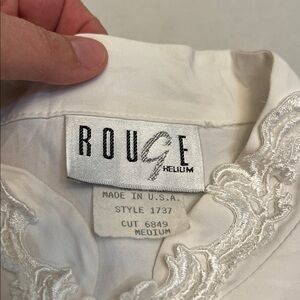 ROUGE
HELIUM
MADE IN U.S.A.
STYLE 1737
CUT 6849
MEDIUM